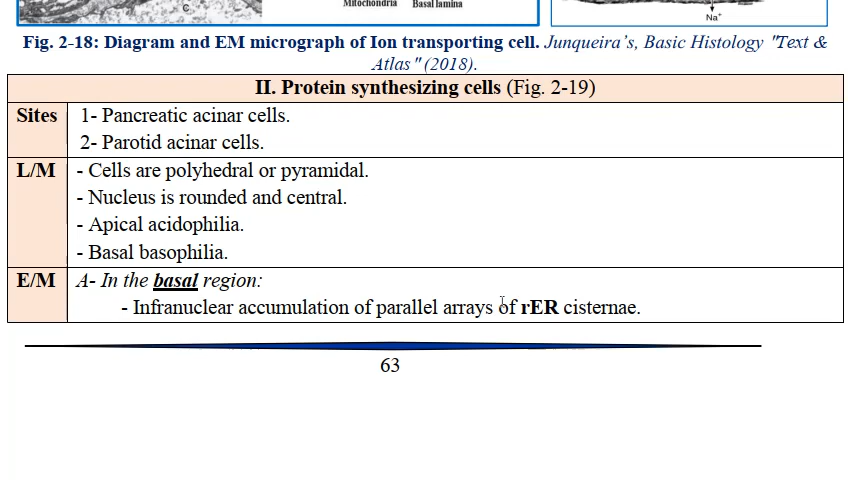 C
Mitochondria Basal lamina
Na+
Fig. 2-18: Diagram and EM micrograph of Ion transporting cell. Junqueira's, Basic Histology "Text &
Atlas" (2018).
II. Protein synthesizing cells (Fig. 2-19)
Sites
1- Pancreatic acinar cells.
2- Parotid acinar cells.
L/M
- Cells are polyhedral or pyramidal.
- Nucleus is rounded and central.
- Apical acidophilia.
- Basal basophilia.
E/M
A- In the basal region:
- Infranuclear accumulation of parallel arrays of rER cisternae.
63